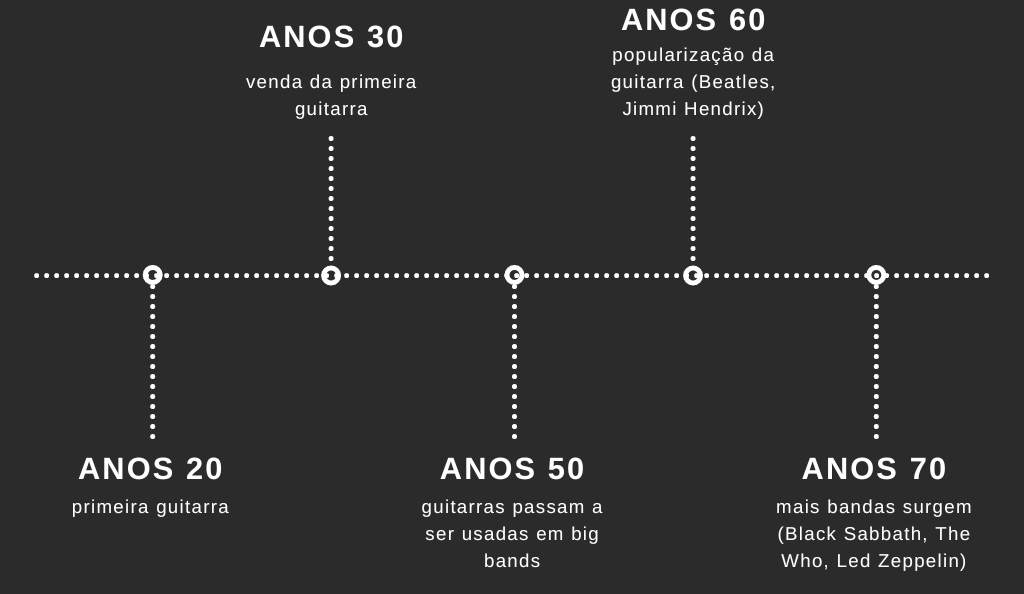 ANOS 30
venda da primeira
guitarra
ANOS 60
popularização da
guitarra (Beatles,
Jimmi Hendrix)
ANOS 20
primeira guitarra
ANOS 50
guitarras passam a
ser usadas em big
bands
ANOS 70
mais bandas surgem
(Black Sabbath, The
Who, Led Zeppelin)